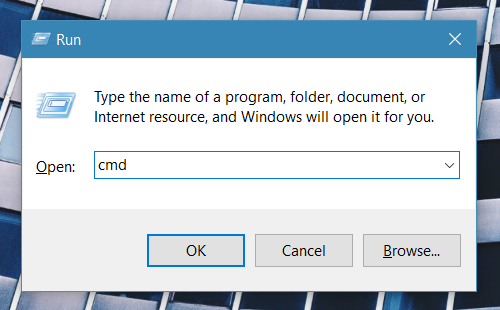 Run
Type the name of a program, folder, document, or
Internet resource, and Windows will open it for you.
Open: cmd
OK Cancel Browse...